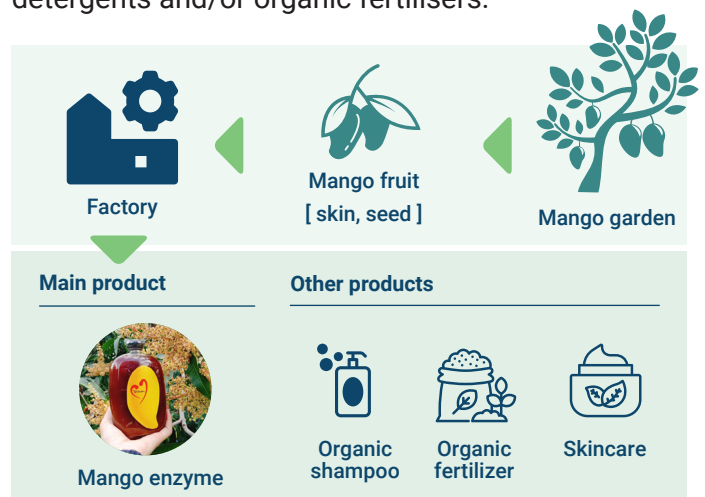 detergents and/or organic fertilisers.
Factory
Mango fruit
[ skin, seed ]
Mango garden
Main product
Other products
Mango enzyme
Organic
shampoo
Organic
fertilizer
Skincare